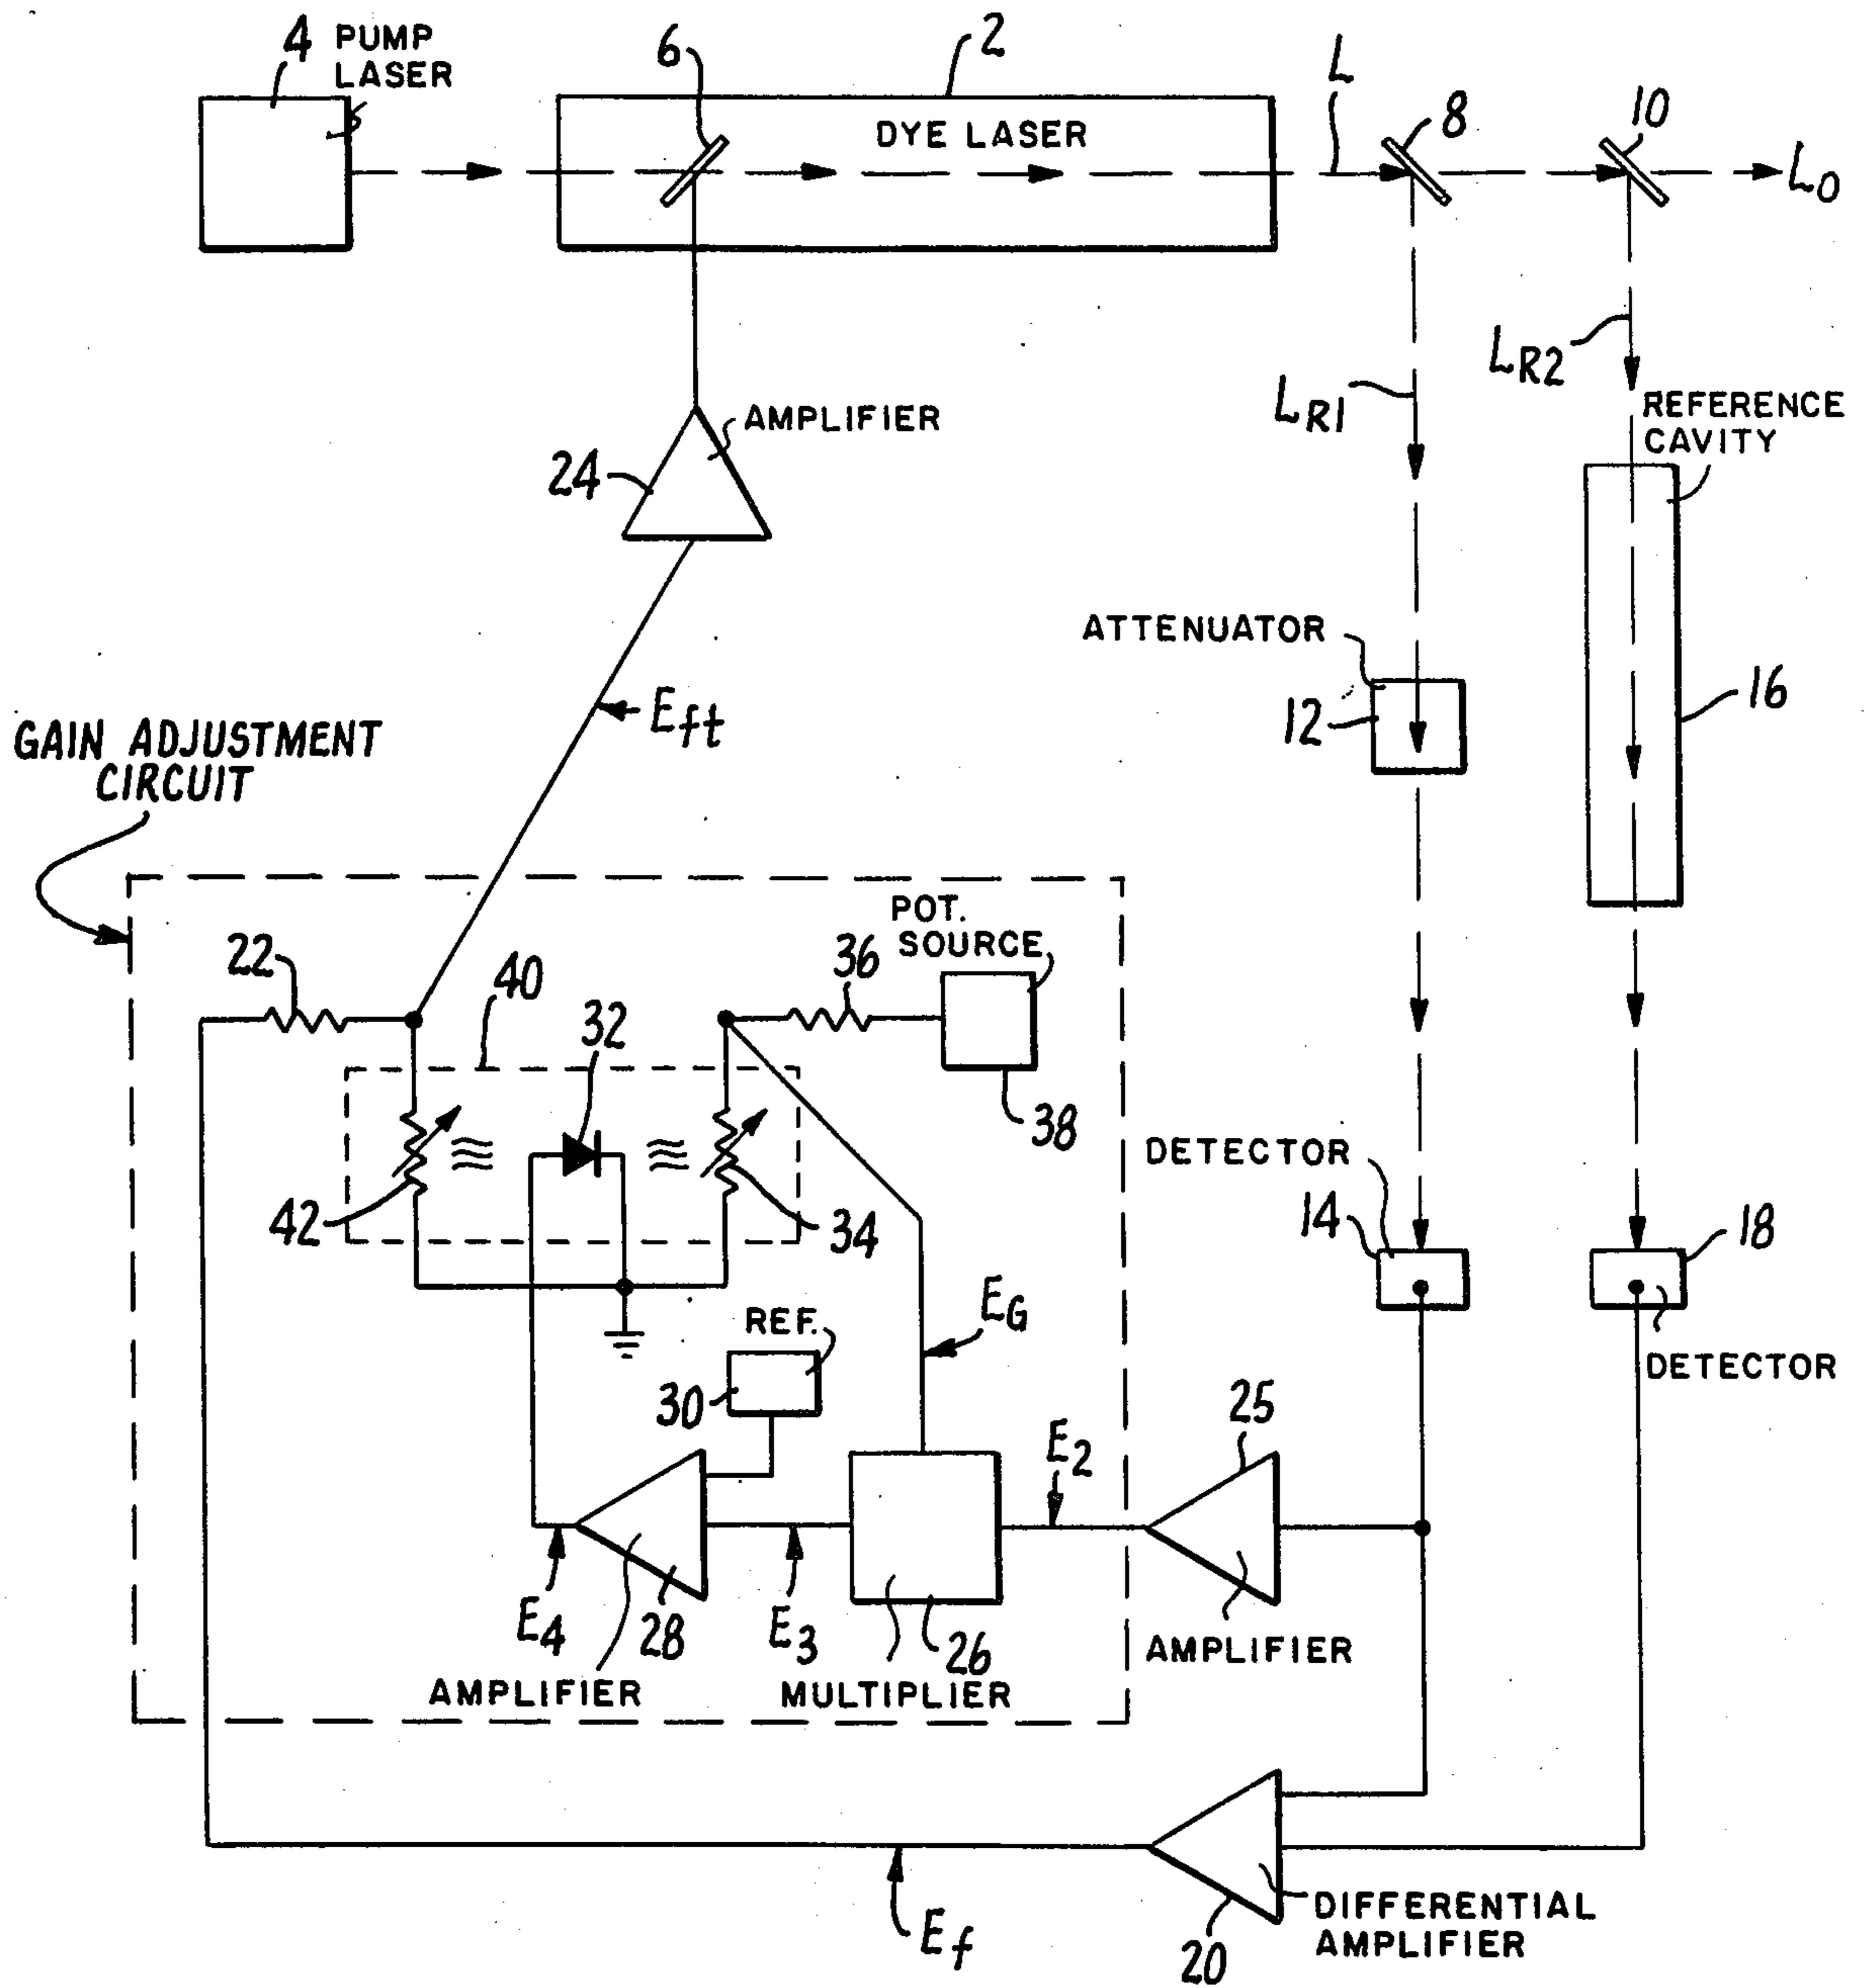 4 PUMP
LASER
6
2
DYE LASER
L
8
10
LO
LR1
LR2
REFERENCE
CAVITY
AMPLIFIER
24
ATTENUATOR
12
16
Eft
GAIN ADJUSTMENT
CIRCUIT
POT.
SOURCE
22
40
32
36
38
42
34
DETECTOR
14
18
DETECTOR
EG
REF.
30
25
E2
E4
28
E3
26
AMPLIFIER
AMPLIFIER
MULTIPLIER
Ef
20
DIFFERENTIAL
AMPLIFIER